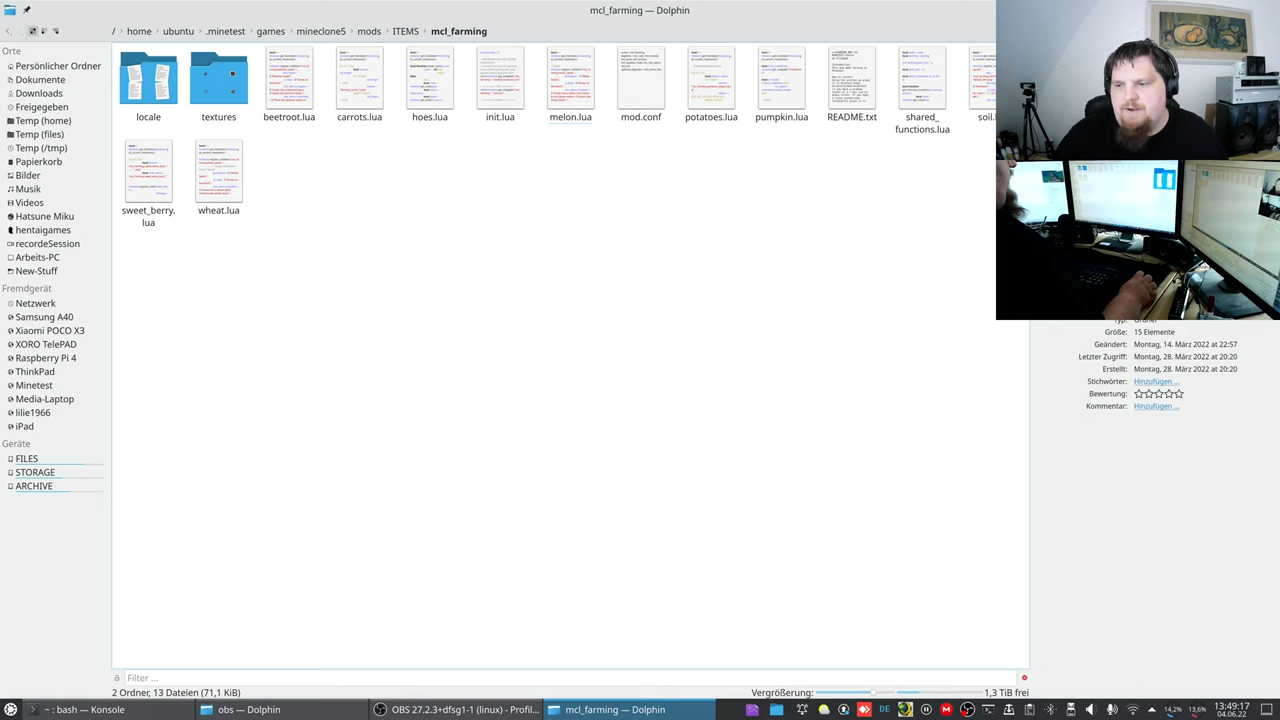 mcl_farming — Dolphin
/ › home › ubuntu › .minetest › games › mineclone5 › mods › ITEMS › mcl_farming
Orte
Persönlicher Ordner
Dokumente
Downloads
Freigegeben
Temp (home)
Temp (files)
Temp (/tmp)
Papierkorb
Bilder
Musik
Videos
Hatsune Miku
hentaigames
recordeSession
Arbeits-PC
New-Stuff
Fremdgerät
Netzwerk
Samsung A40
Xiaomi POCO X3
XORO TelePAD
Raspberry Pi 4
ThinkPad
Minetest
Media-Laptop
lilie1966
iPad
Geräte
FILES
STORAGE
ARCHIVE
locale
textures
beetroot.lua
carrots.lua
hoes.lua
init.lua
melon.lua
mod.conf
potatoes.lua
pumpkin.lua
README.txt
shared_
functions.lua
soil.
sweet_berry.
lua
wheat.lua
Größe: 15 Elemente
Geändert: Montag, 14. März 2022 at 22:57
Letzter Zugriff: Montag, 28. März 2022 at 20:20
Erstellt: Montag, 28. März 2022 at 20:20
Stichwörter: Hinzufügen ...
Bewertung:
Kommentar: Hinzufügen ...
Filter ...
2 Ordner, 13 Dateien (71,1 KiB)
Vergrößerung:
1,3 TiB frei
~ : bash — Konsole
obs — Dolphin
OBS 27.2.3+dfsg1-1 (linux) - Profil...
mcl_farming — Dolphin
DE
14,2%
13,6%
13:49:17
04.06.22